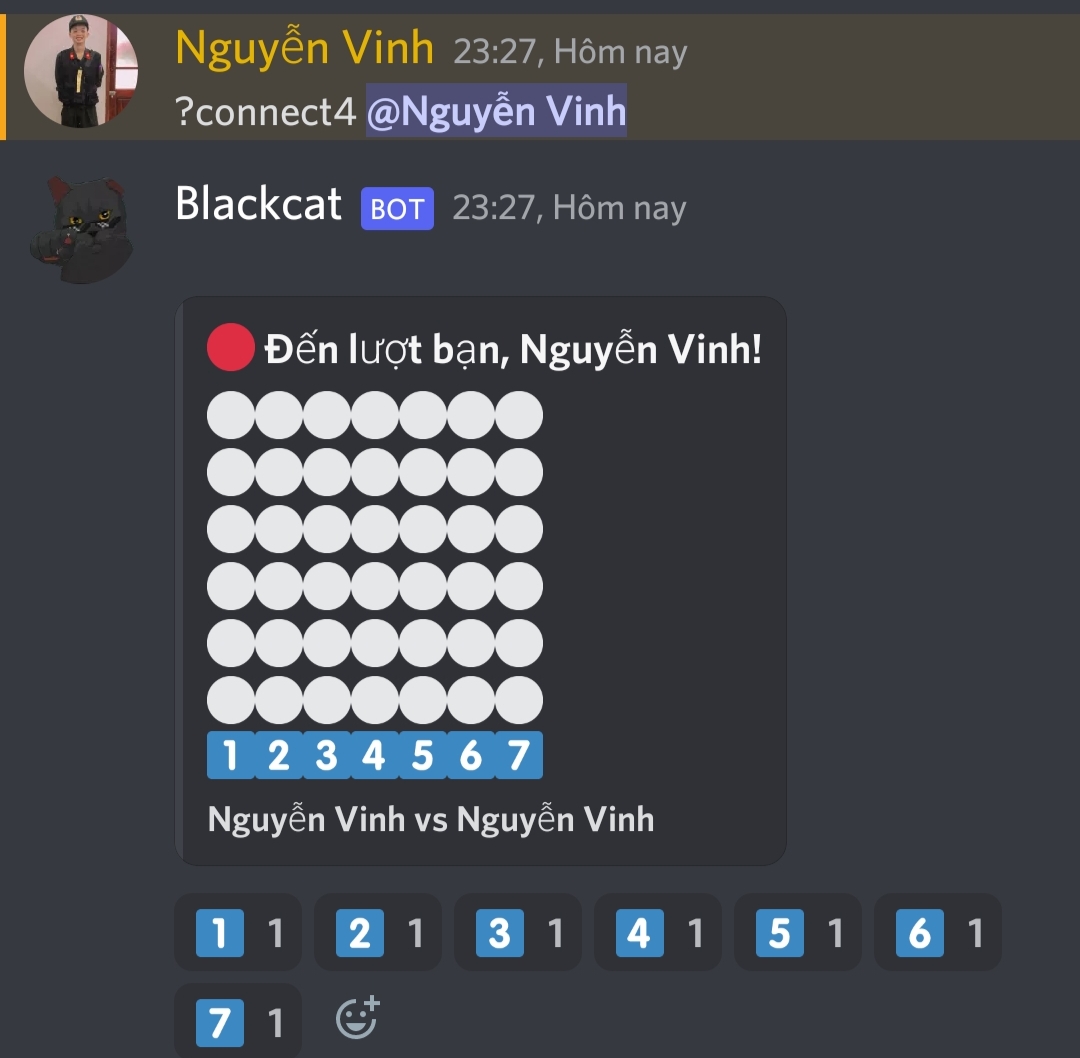 Nguyễn Vinh 23:27, Hôm nay
?connect4 @Nguyễn Vinh
Blackcat BOT 23:27, Hôm nay
Đến lượt bạn, Nguyễn Vinh!
1 2 3 4 5 6 7
Nguyễn Vinh vs Nguyễn Vinh
1 1 2 1 3 1 4 1 5 1 6 1
7 1